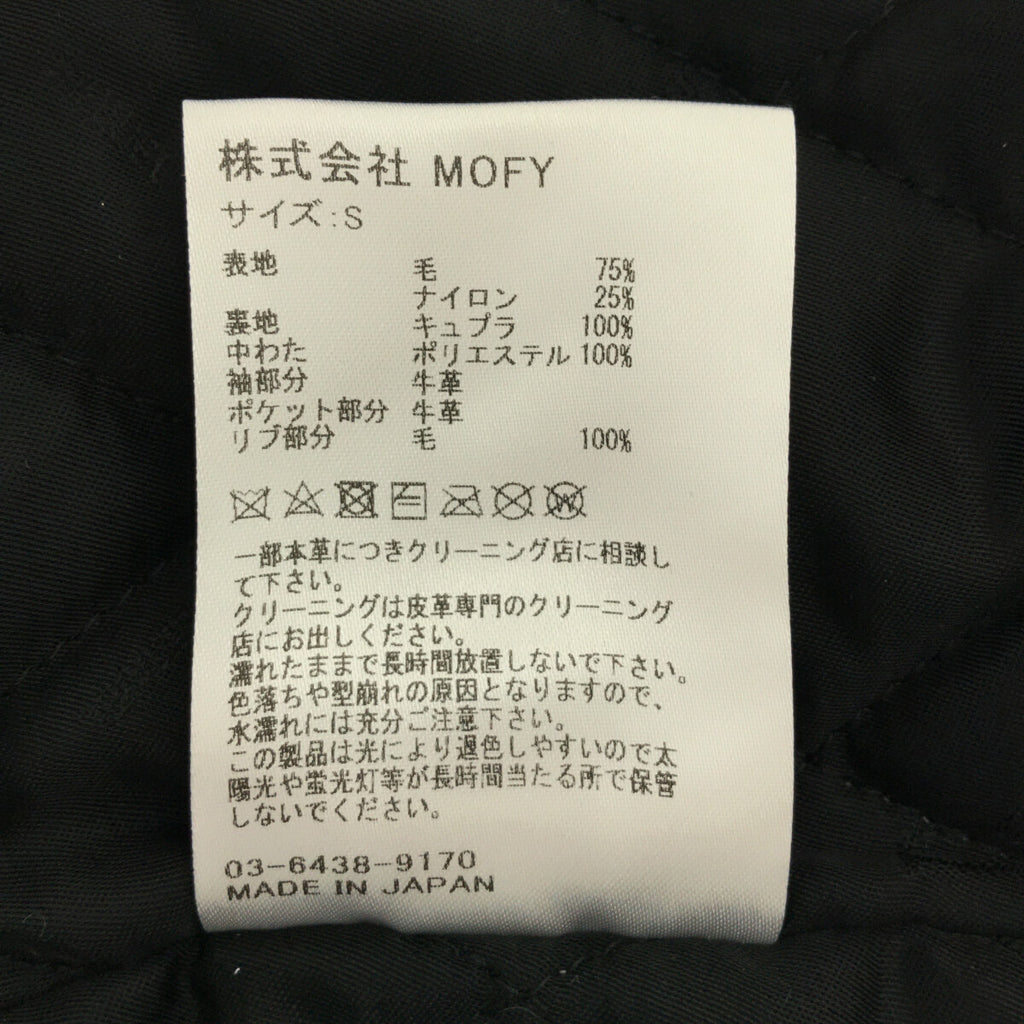 株式会社 MOFY
サイズ:S
表地 毛 75%
ナイロン 25%
裏地 キュプラ 100%
中わた ポリエステル 100%
袖部分 牛革
ポケット部分 牛革
リブ部分 毛 100%
W
一部本革につきクリーニング店に相談し
て下さい。
クリーニングは皮革専門のクリーニング
店にお出しください。
濡れたままで長時間放置しないで下さい。
色落ちや型崩れの原因となりますので、
水濡れには充分ご注意下さい。
この製品は光により退色しやすいので太
陽光や蛍光灯等が長時間当たる所で保管
しないでください。
03-6438-9170
MADE IN JAPAN